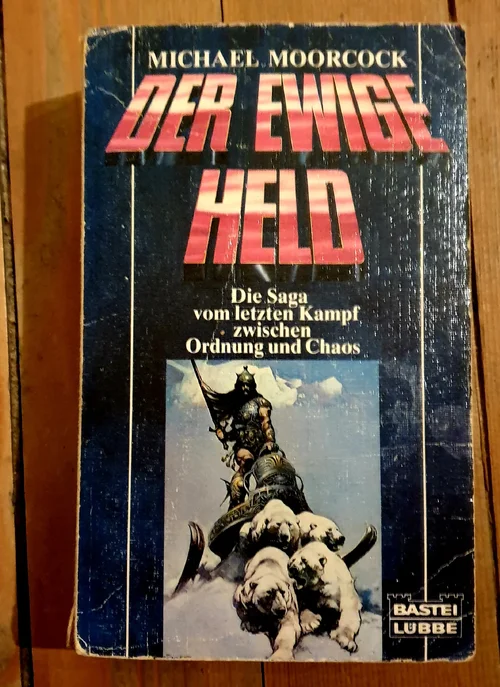 MICHAEL MOORCOCK
DER EWIGE
HELD
Die Saga
vom letzten Kampf
zwischen
Ordnung und Chaos
BASTEI
LÜBBE